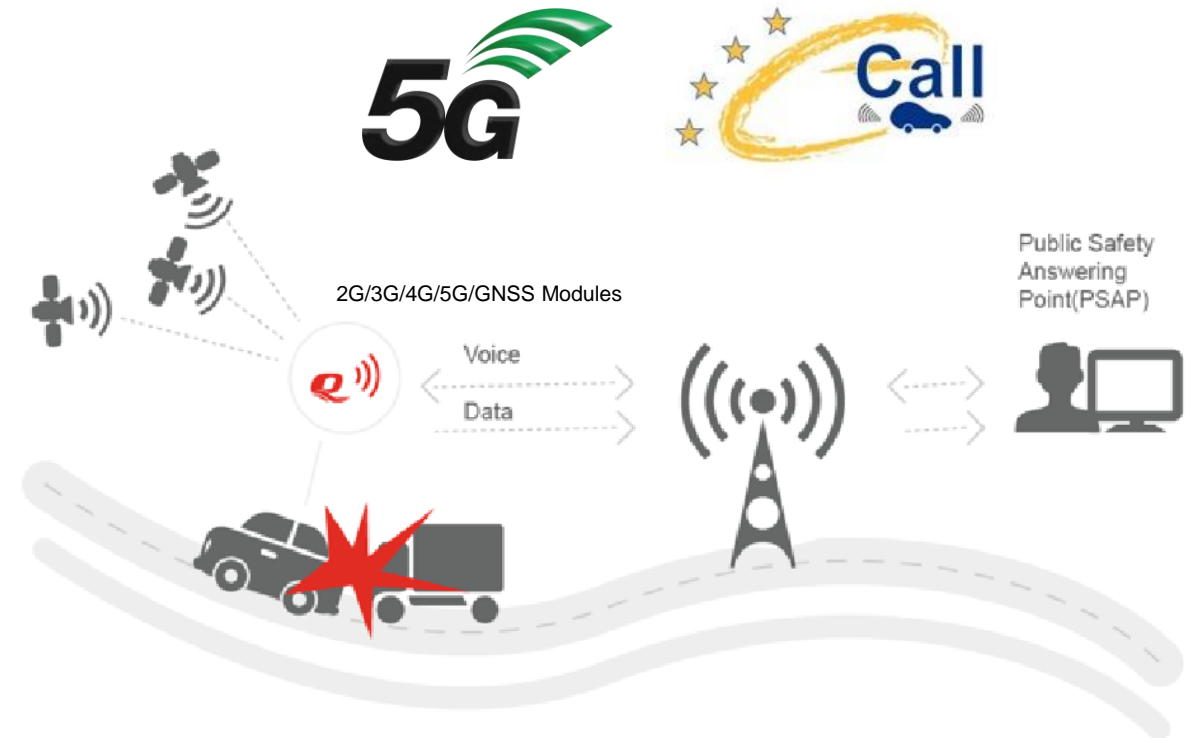 5G
Call
2G/3G/4G/5G/GNSS Modules
Public Safety
Answering
Point(PSAP)
Voice
Data